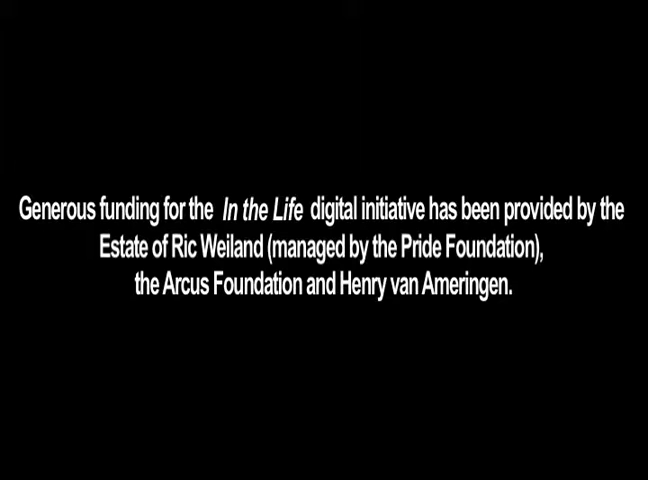 Generous funding for the In the Life digital initiative has been provided by the
Estate of Ric Weiland (managed by the Pride Foundation),
the Arcus Foundation and Henry van Ameringen.